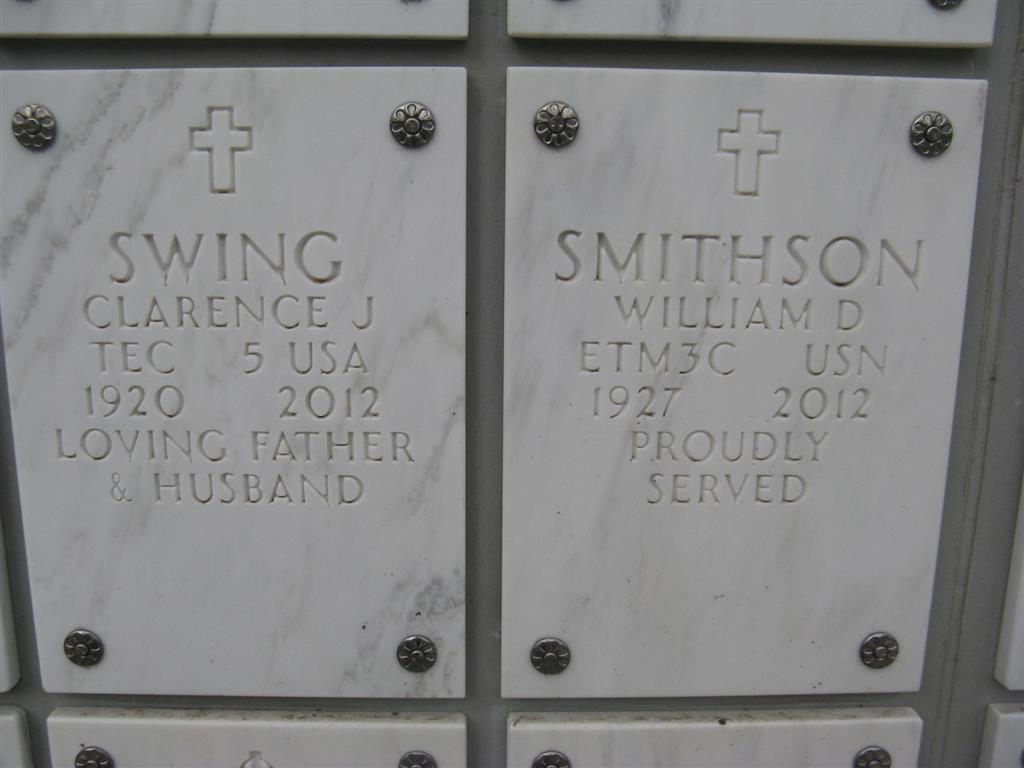 SWING
CLARENCE J
TEC 5 USA
1920 2012
LOVING FATHER
& HUSBAND
SMITHSON
WILLIAM D
ETM3C USN
1927 2012
PROUDLY
SERVED